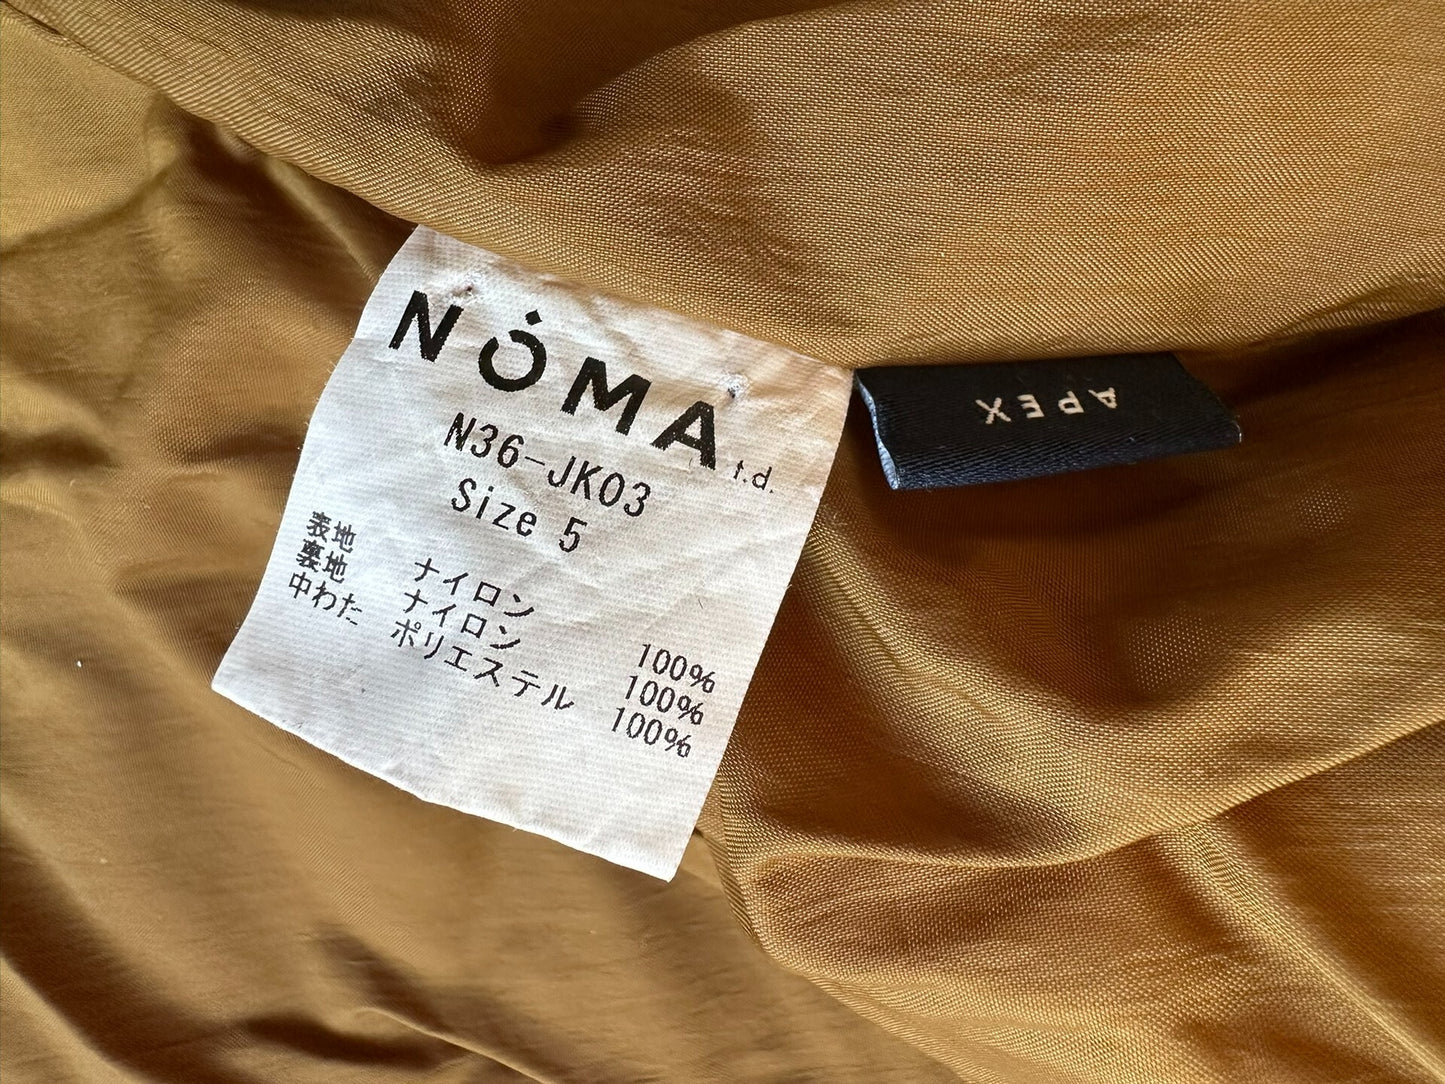 NOMA t.d.
N36-JK03
Size 5
表地 ナイロン 100%
裏地 ナイロン 100%
中わた ポリエステル 100%
APEX